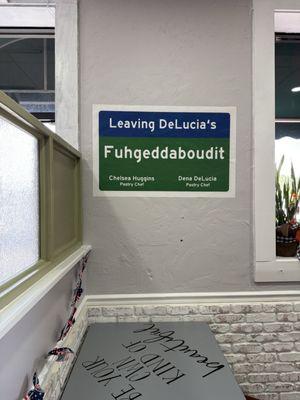 Leaving DeLucia's
Fuhgeddaboudit
Chelsea Huggins
Pastry Chef
Dena DeLucia
Pastry Chef
BE YOUR
OWN
KIND OF
beautiful